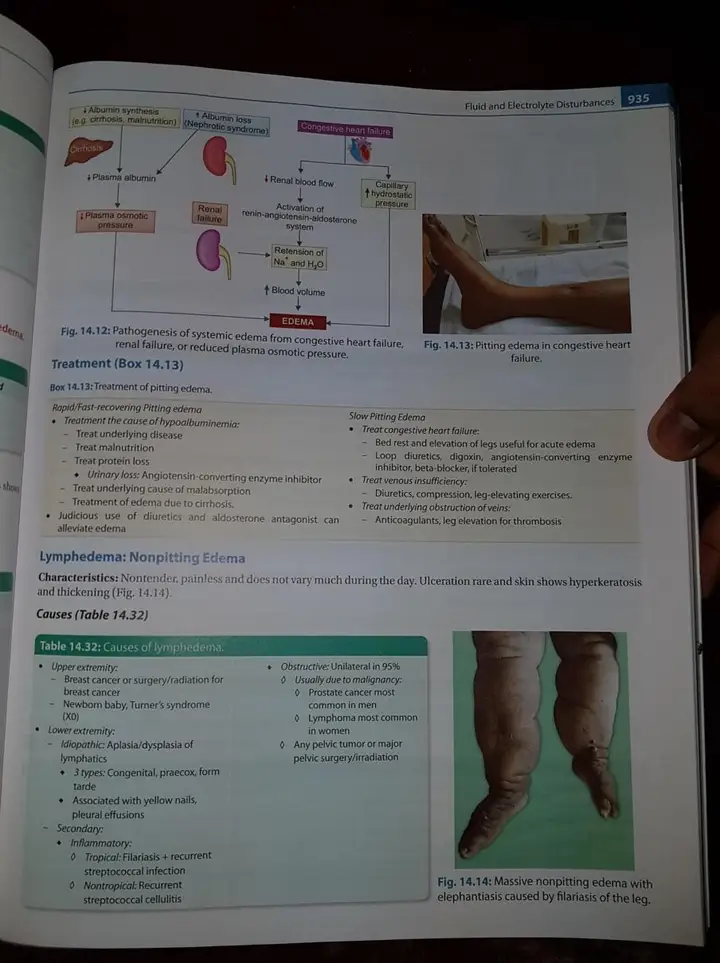 Fluid and Electrolyte Disturbances 935
↓Albumin synthesis
(e.g. cirrhosis, malnutrition)
↑ Albumin loss
(Nephrotic syndrome)
Congestive heart failure
Cirrhosis
↓Plasma albumin
↓Renal blood flow
Capillary
↑ hydrostatic
pressure
↓Plasma osmotic
pressure
Renal
failure
Activation of
renin-angiotensin-aldosterone
system
Retension of
Na⁺ and H₂O
↑ Blood volume
EDEMA
Fig. 14.12: Pathogenesis of systemic edema from congestive heart failure,
renal failure, or reduced plasma osmotic pressure.
Fig. 14.13: Pitting edema in congestive heart
failure.
Treatment (Box 14.13)
Box 14.13: Treatment of pitting edema.
Rapid/Fast-recovering Pitting edema
• Treatment the cause of hypoalbuminemia:
– Treat underlying disease
– Treat malnutrition
– Treat protein loss
♦ Urinary loss: Angiotensin-converting enzyme inhibitor
– Treat underlying cause of malabsorption
– Treatment of edema due to cirrhosis.
• Judicious use of diuretics and aldosterone antagonist can
alleviate edema
Slow Pitting Edema
• Treat congestive heart failure:
– Bed rest and elevation of legs useful for acute edema
– Loop diuretics, digoxin, angiotensin-converting enzyme
inhibitor, beta-blocker, if tolerated
• Treat venous insufficiency:
– Diuretics, compression, leg-elevating exercises.
• Treat underlying obstruction of veins:
– Anticoagulants, leg elevation for thrombosis
Lymphedema: Nonpitting Edema
Characteristics: Nontender, painless and does not vary much during the day. Ulceration rare and skin shows hyperkeratosis
and thickening (Fig. 14.14).
Causes (Table 14.32)
Table 14.32: Causes of lymphedema.
• Upper extremity:
– Breast cancer or surgery/radiation for
breast cancer
– Newborn baby, Turner's syndrome
(X0)
• Lower extremity:
– Idiopathic: Aplasia/dysplasia of
lymphatics
♦ 3 types: Congenital, praecox, form
tarde
♦ Associated with yellow nails,
pleural effusions
– Secondary:
♦ Inflammatory:
◊ Tropical: Filariasis + recurrent
streptococcal infection
◊ Nontropical: Recurrent
streptococcal cellulitis
♦ Obstructive: Unilateral in 95%
◊ Usually due to malignancy:
◊ Prostate cancer most
common in men
◊ Lymphoma most common
in women
◊ Any pelvic tumor or major
pelvic surgery/irradiation
Fig. 14.14: Massive nonpitting edema with
elephantiasis caused by filariasis of the leg.